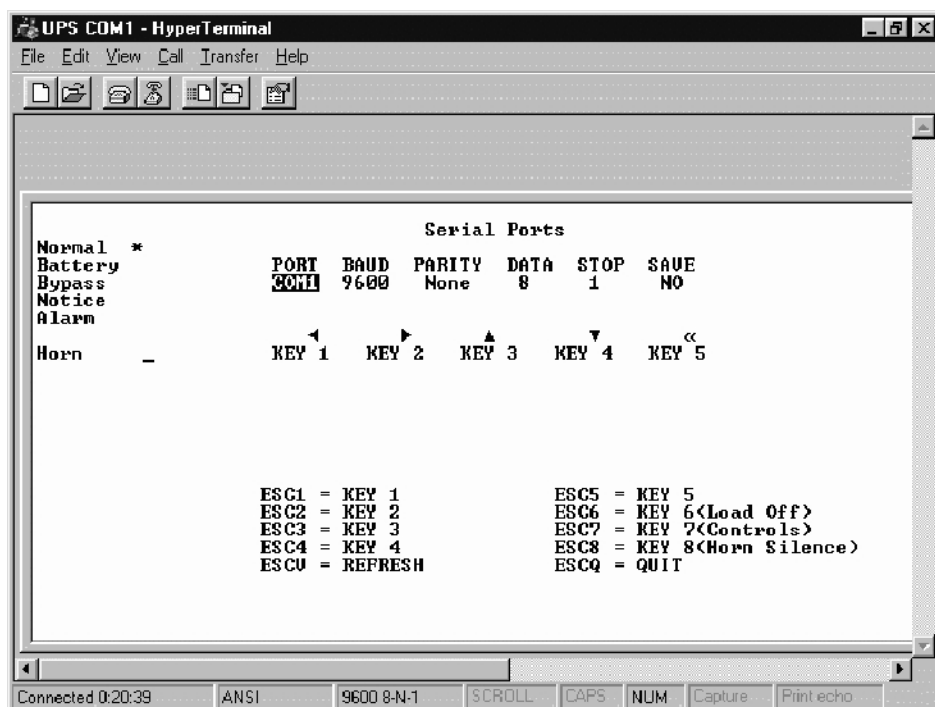 UPS COM1 - HyperTerminal
File Edit View Call Transfer Help
Serial Ports
Normal *
Battery PORT BAUD PARITY DATA STOP SAVE
Bypass COM1 9600 None 8 1 NO
Notice
Alarm
◄ ► ▲ ▼ «
Horn _ KEY 1 KEY 2 KEY 3 KEY 4 KEY 5
ESC1 = KEY 1 ESC5 = KEY 5
ESC2 = KEY 2 ESC6 = KEY 6(Load Off)
ESC3 = KEY 3 ESC7 = KEY 7(Controls)
ESC4 = KEY 4 ESC8 = KEY 8(Horn Silence)
ESCV = REFRESH ESCQ = QUIT
Connected 0:20:39 ANSI 9600 8-N-1 SCROLL CAPS NUM Capture Print echo